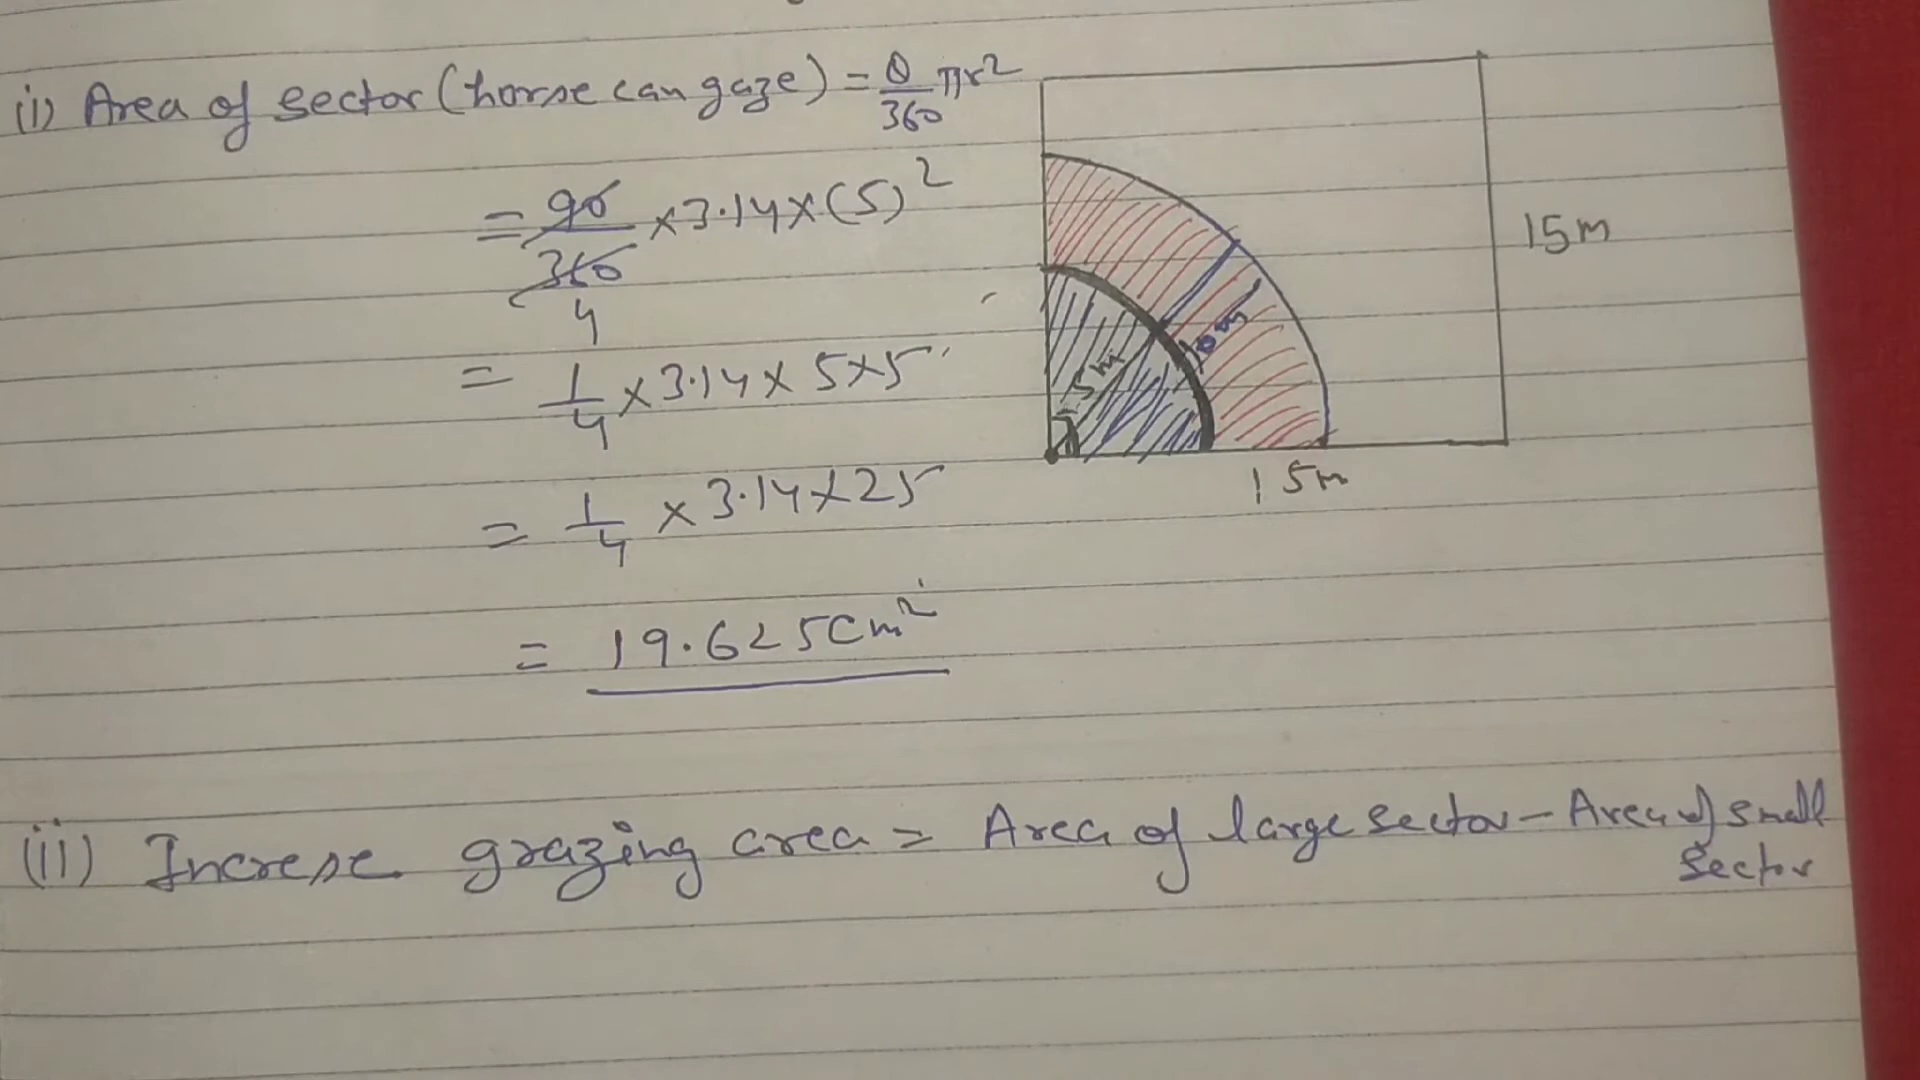 (i) Area of sector (horse can gaze) = θ/360 πr²
= 90/360 × 3.14 × (5)²
4
= 1/4 × 3.14 × 5×5
= 1/4 × 3.14 × 25
= 19.625cm²
15m
5m
10m
15m
(ii) Increse grazing area = Area of large sector - Area of small
sector